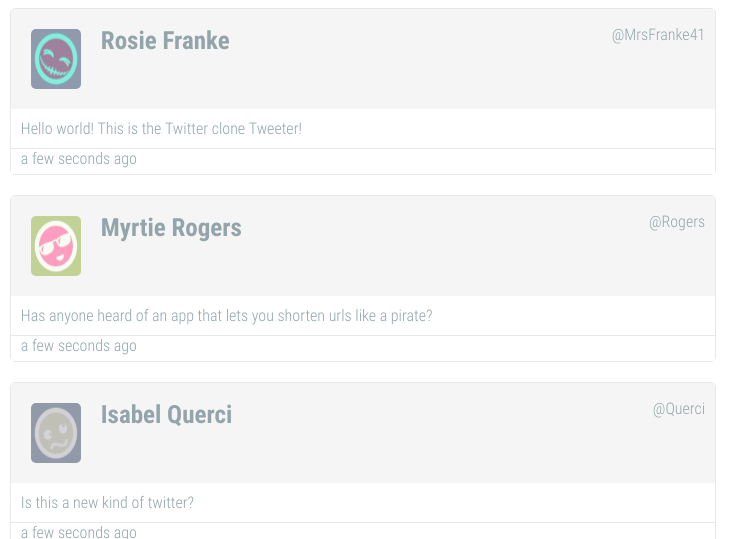 Rosie Franke
@MrsFranke41
Hello world! This is the Twitter clone Tweeter!
a few seconds ago
Myrtie Rogers
@Rogers
Has anyone heard of an app that lets you shorten urls like a pirate?
a few seconds ago
Isabel Querci
@Querci
Is this a new kind of twitter?
a few seconds ago